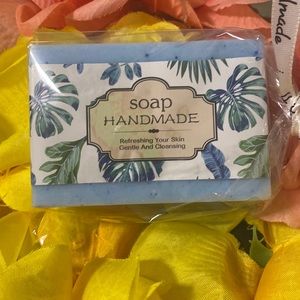 soap
HANDMADE
Refreshing Your Skin
Gentle And Cleansing